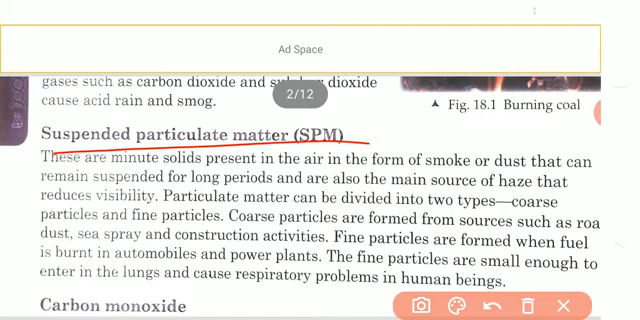 Ad Space
gases such as carbon dioxide and sulphur dioxide
cause acid rain and smog.
2/12
▲ Fig. 18.1 Burning coal
Suspended particulate matter (SPM)
These are minute solids present in the air in the form of smoke or dust that can
remain suspended for long periods and are also the main source of haze that
reduces visibility. Particulate matter can be divided into two types—coarse
particles and fine particles. Coarse particles are formed from sources such as roa
dust, sea spray and construction activities. Fine particles are formed when fuel
is burnt in automobiles and power plants. The fine particles are small enough to
enter in the lungs and cause respiratory problems in human beings.
Carbon monoxide